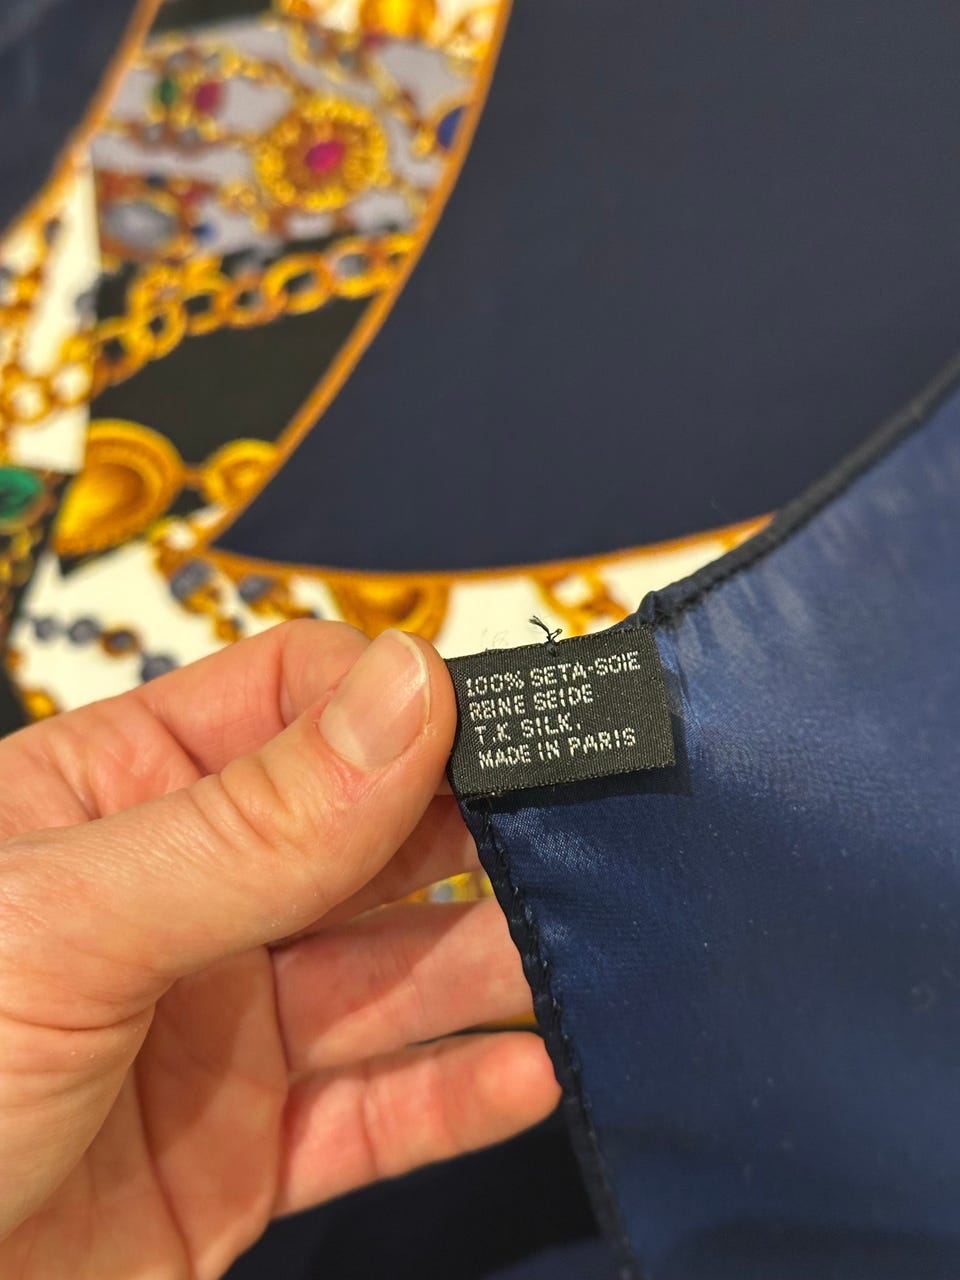 100% SETA-SOIE
REINE SEIDE
T.K SILK.
MADE IN PARIS